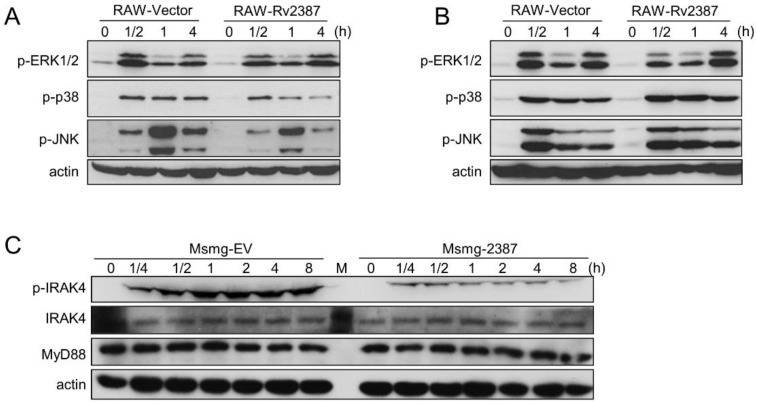 A
RAW-Vector RAW-Rv2387
0 1/2 1 4 0 1/2 1 4 (h)
p-ERK1/2
p-p38
p-JNK
actin
B
RAW-Vector RAW-Rv2387
0 1/2 1 4 0 1/2 1 4 (h)
p-ERK1/2
p-p38
p-JNK
actin
C
Msmg-EV Msmg-2387
0 1/4 1/2 1 2 4 8 M 0 1/4 1/2 1 2 4 8 (h)
p-IRAK4
IRAK4
MyD88
actin